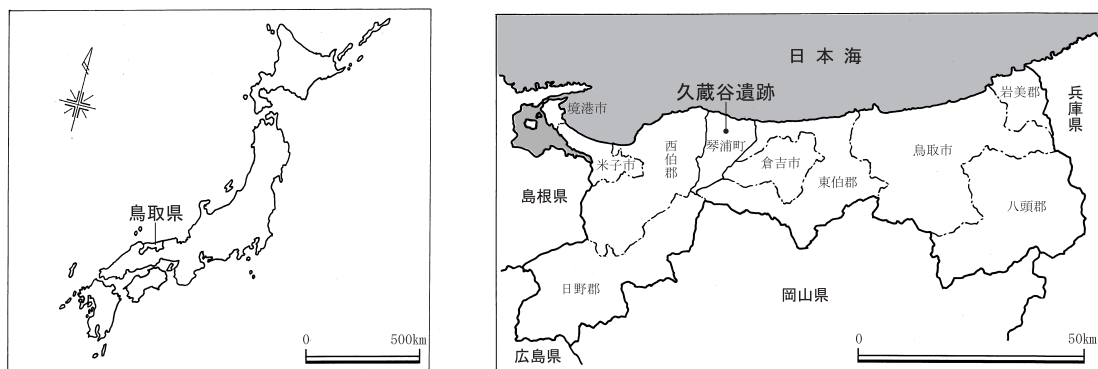 鳥取県
0
500km
日本海
久蔵谷遺跡
境港市
岩美郡
兵庫県
琴浦町
西伯郡
米子市
倉吉市
東伯郡
鳥取市
八頭郡
島根県
日野郡
岡山県
広島県
0
50km